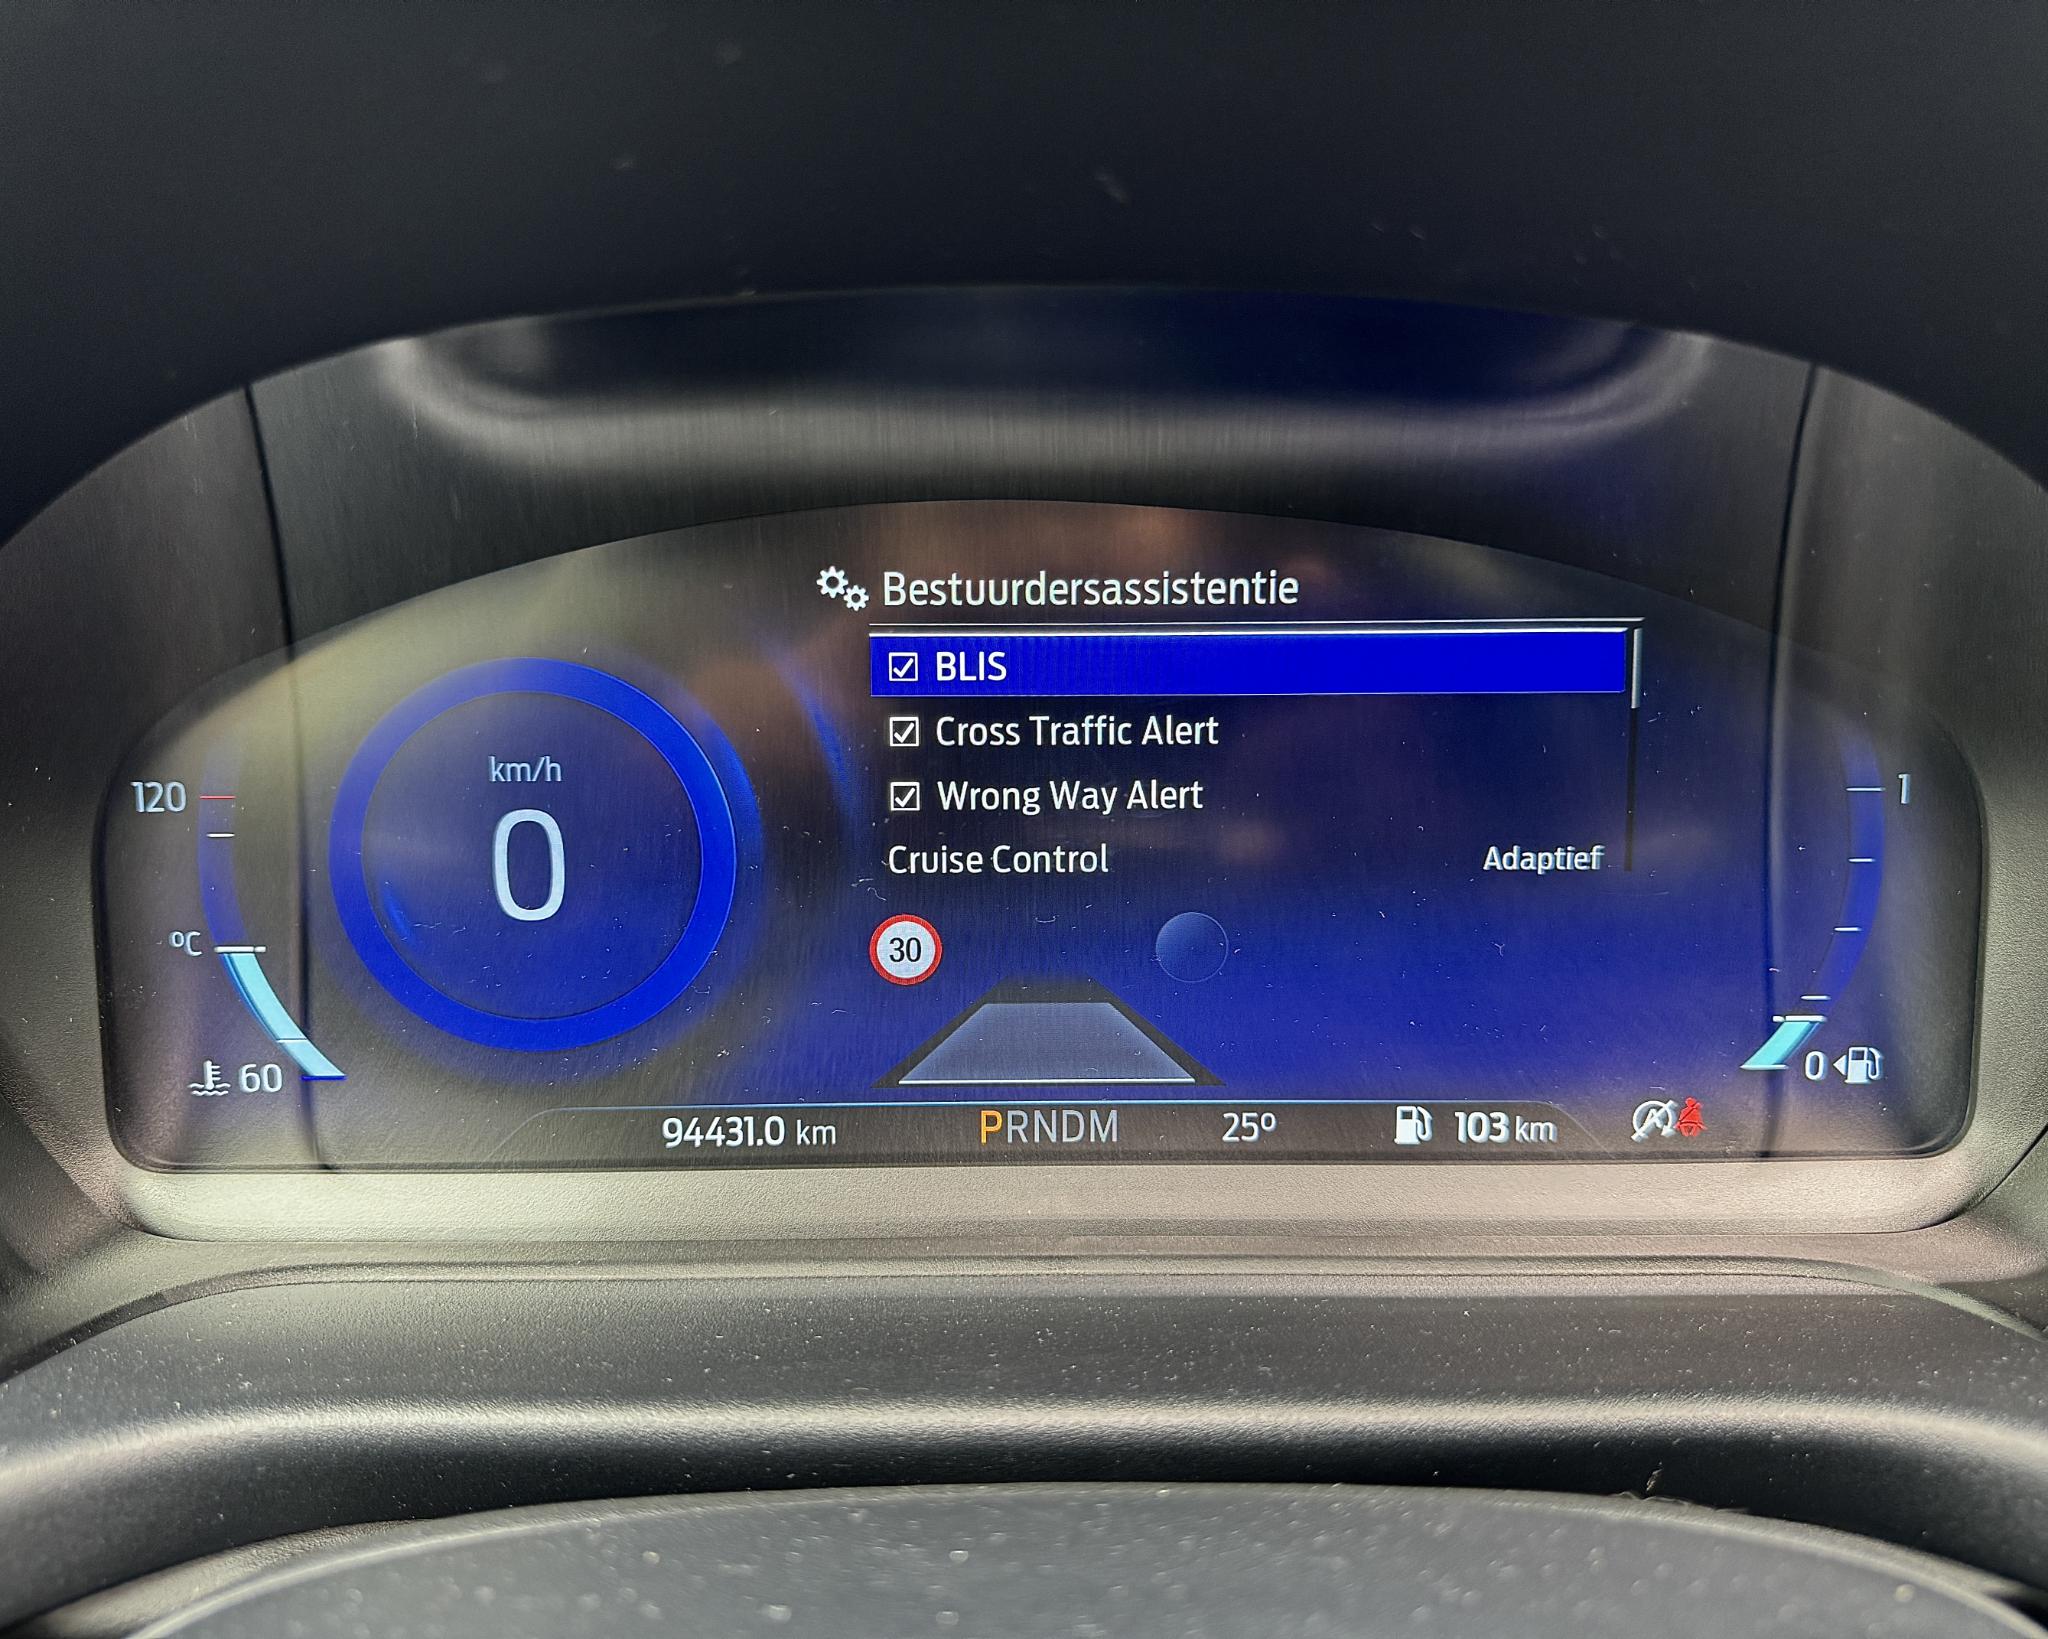 Bestuurdersassistentie
BLIS
Cross Traffic Alert
Wrong Way Alert
Cruise Control Adaptief
km/h
0
120
°C
60
30
1
0
94431.0 km PRNDM 25° 103 km